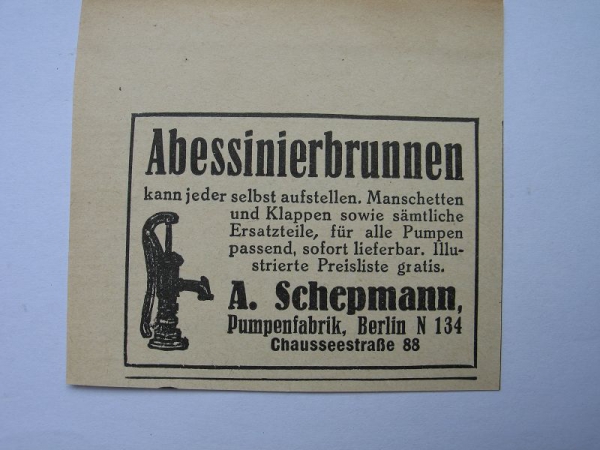 Abessinierbrunnen
kann jeder selbst aufstellen. Manschetten
und Klappen sowie sämtliche
Ersatzteile, für alle Pumpen
passend, sofort lieferbar. Illu-
strierte Preisliste gratis.
A. Schepmann,
Pumpenfabrik, Berlin N 134
Chausseestraße 88